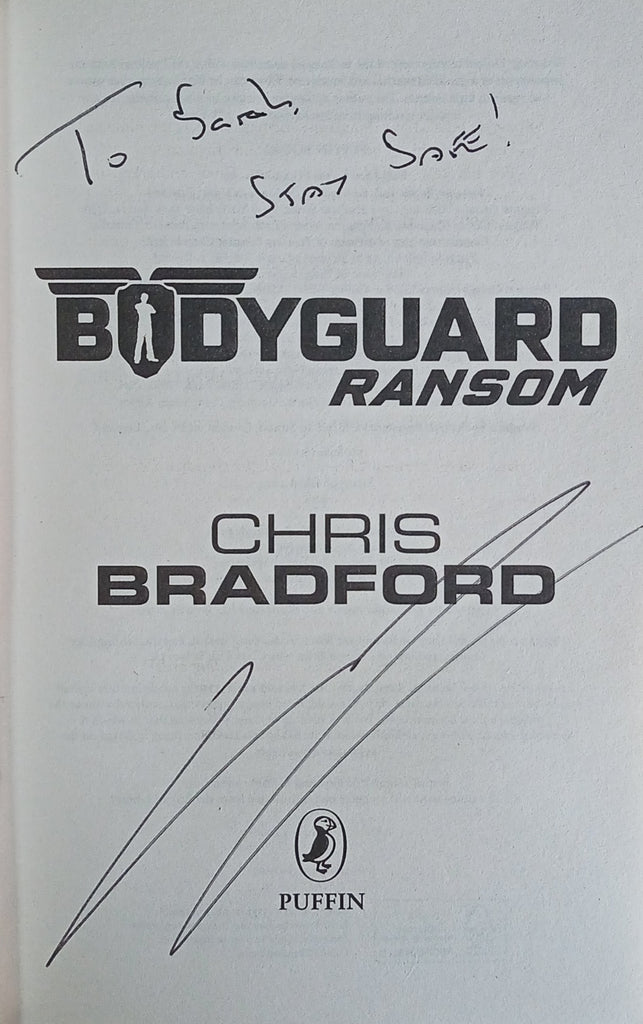 To Sarah,
STAY SAFE!
BODYGUARD
RANSOM
CHRIS
BRADFORD
PUFFIN